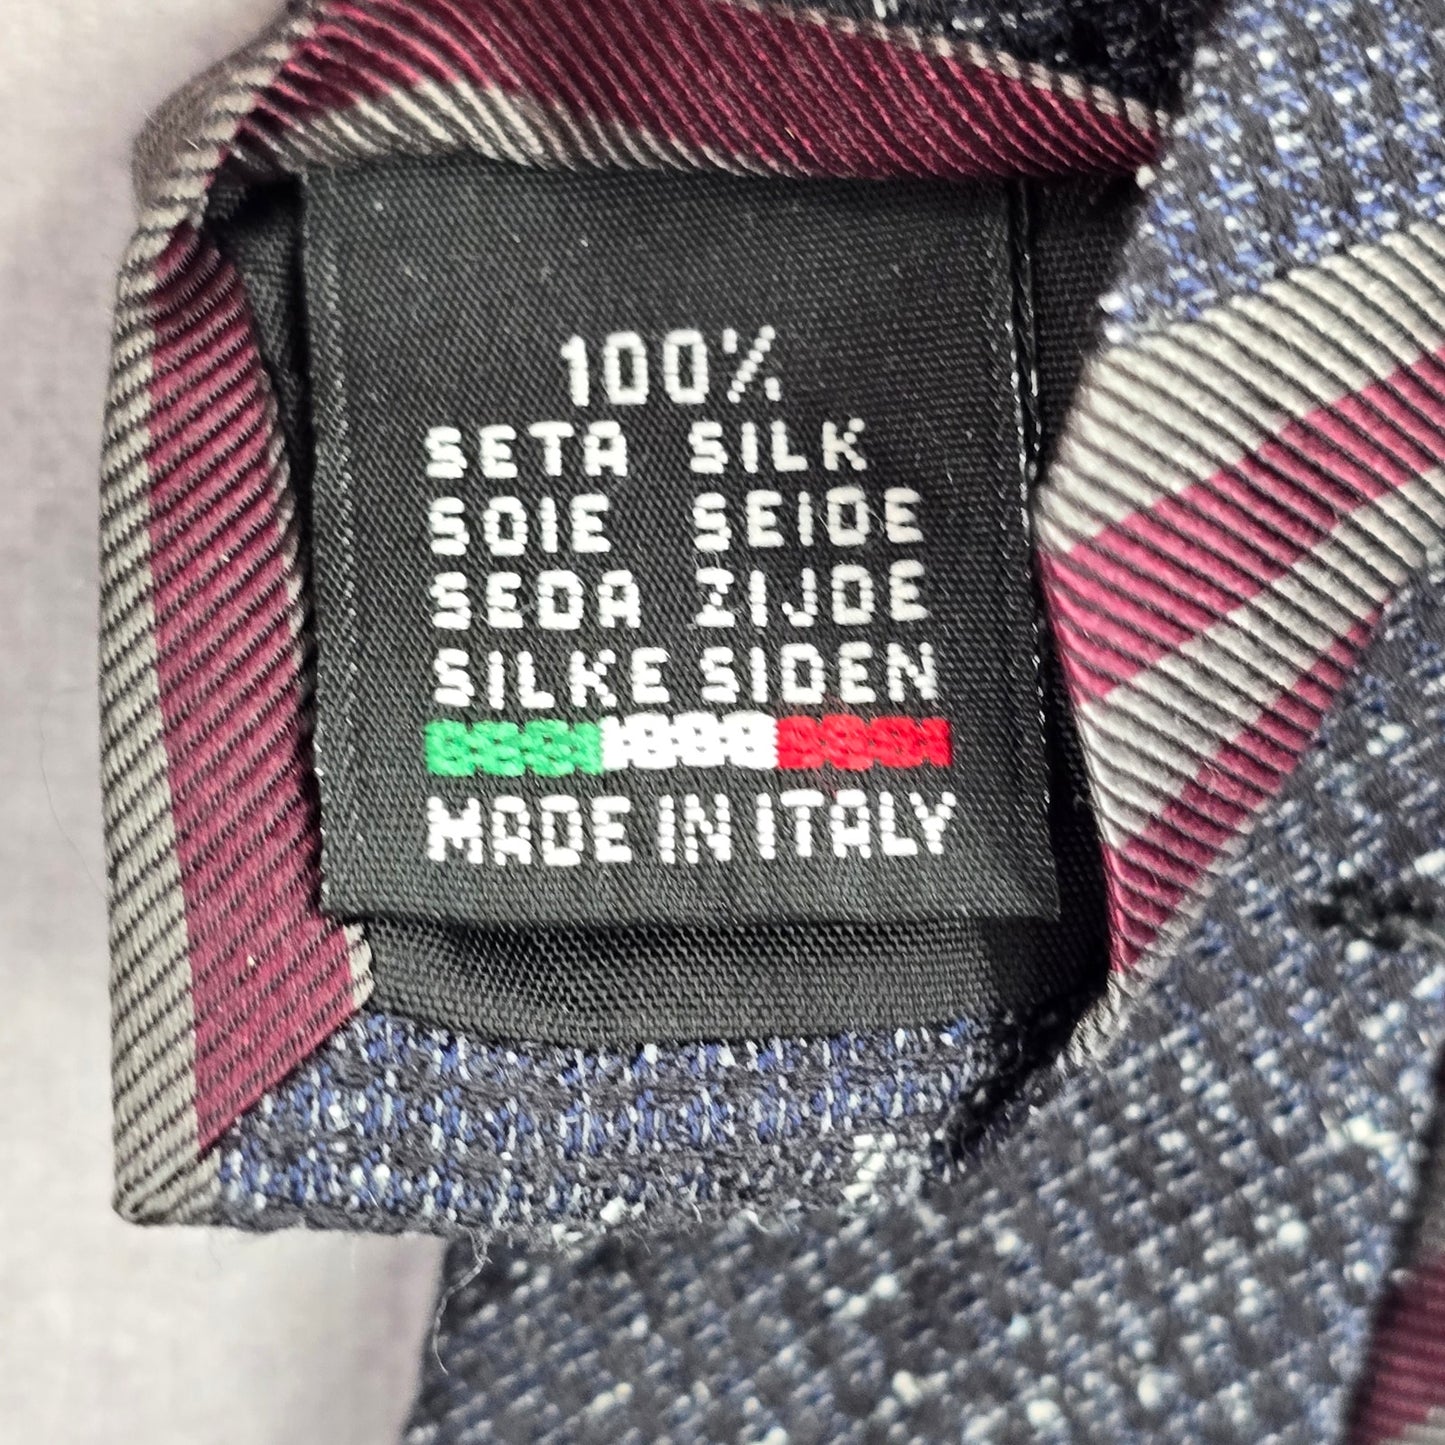 100%
SETA SILK
SOIE SEIDE
SEDA ZIJDE
SILKE SIDEN
MADE IN ITALY